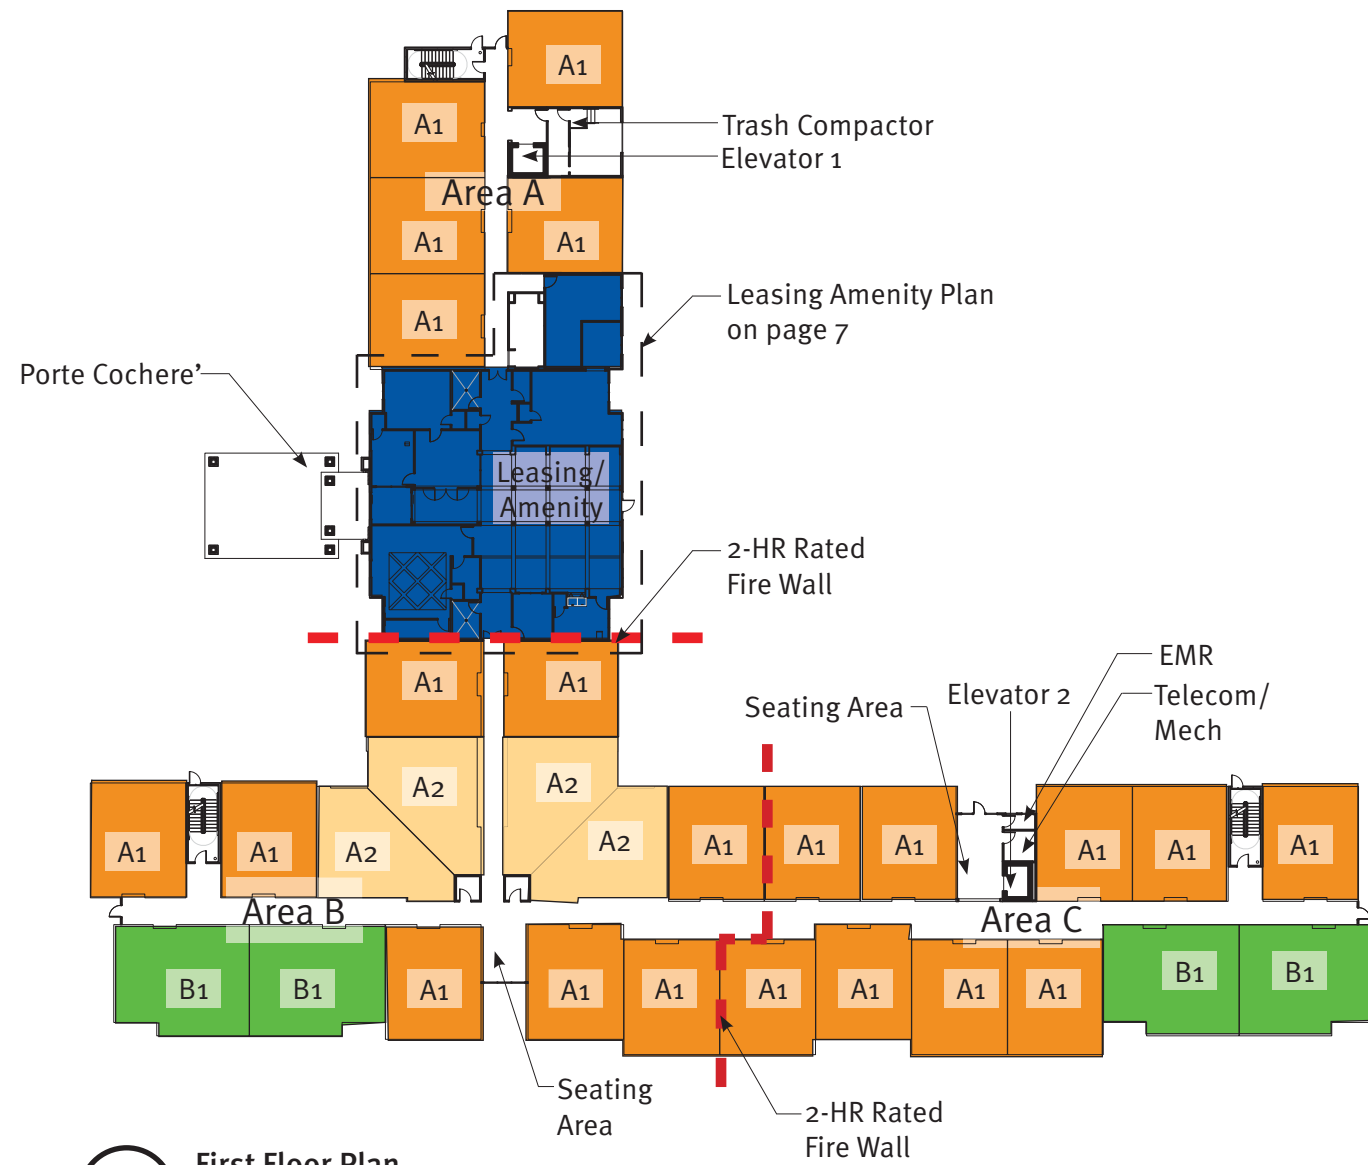 A1
A1
Trash Compactor
Elevator 1
Area A
A1
A1
Leasing Amenity Plan
on page 7
A1
Porte Cochere'
Leasing/
Amenity
2-HR Rated
Fire Wall
A1
A1
EMR
Elevator 2
Telecom/
Mech
Seating Area
A2
A2
A1
A1
A2
A2
A1
A1
A1
A1
A1
A1
Area B
Area C
B1
B1
A1
A1
A1
A1
A1
A1
A1
B1
B1
Seating
Area
2-HR Rated
Fire Wall
First Floor Plan